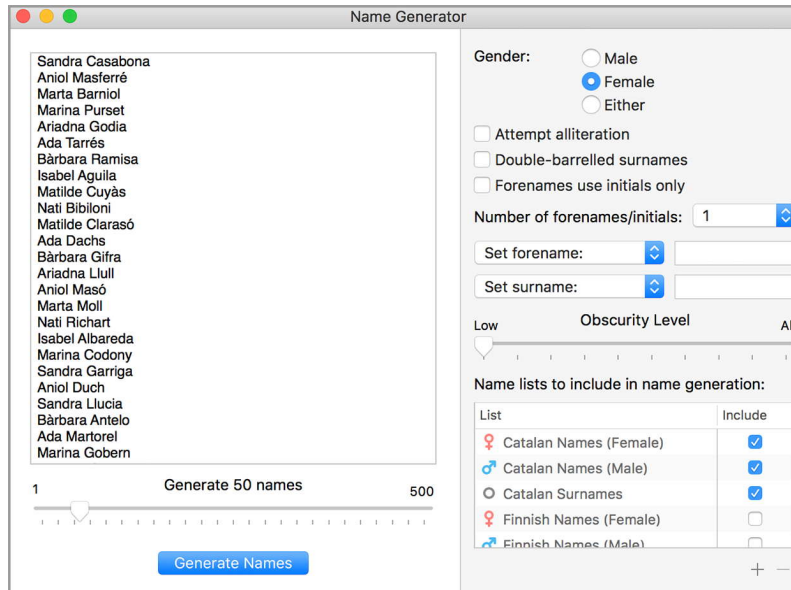 Name Generator
Sandra Casabona
Aniol Masferré
Marta Barniol
Marina Purset
Ariadna Godia
Ada Tarrés
Bàrbara Ramisa
Isabel Aguila
Matilde Cuyàs
Nati Bibiloni
Matilde Clarasó
Ada Dachs
Bàrbara Gifra
Ariadna Llull
Aniol Masó
Marta Moll
Nati Richart
Isabel Albareda
Marina Codony
Sandra Garriga
Aniol Duch
Sandra Llucia
Bàrbara Antelo
Ada Martorel
Marina Gobern
1 Generate 50 names 500
Generate Names
Gender: Male
Female
Either
Attempt alliteration
Double-barrelled surnames
Forenames use initials only
Number of forenames/initials: 1
Set forename:
Set surname:
Low Obscurity Level
Name lists to include in name generation:
List Include
Catalan Names (Female)
Catalan Names (Male)
Catalan Surnames
Finnish Names (Female)
Finnish Names (Male)